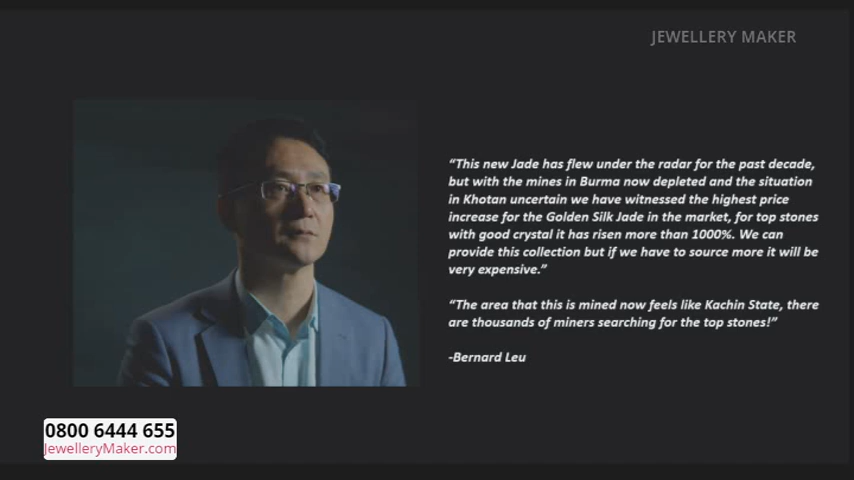 JEWELLERY MAKER
“This new Jade has flew under the radar for the past decade,
but with the mines in Burma now depleted and the situation
in Khotan uncertain we have witnessed the highest price
increase for the Golden Silk Jade in the market, for top stones
with good crystal it has risen more than 1000%. We can
provide this collection but if we have to source more it will be
very expensive.”
“The area that this is mined now feels like Kachin State, there
are thousands of miners searching for the top stones!”
-Bernard Leu
0800 6444 655
JewelleryMaker.com